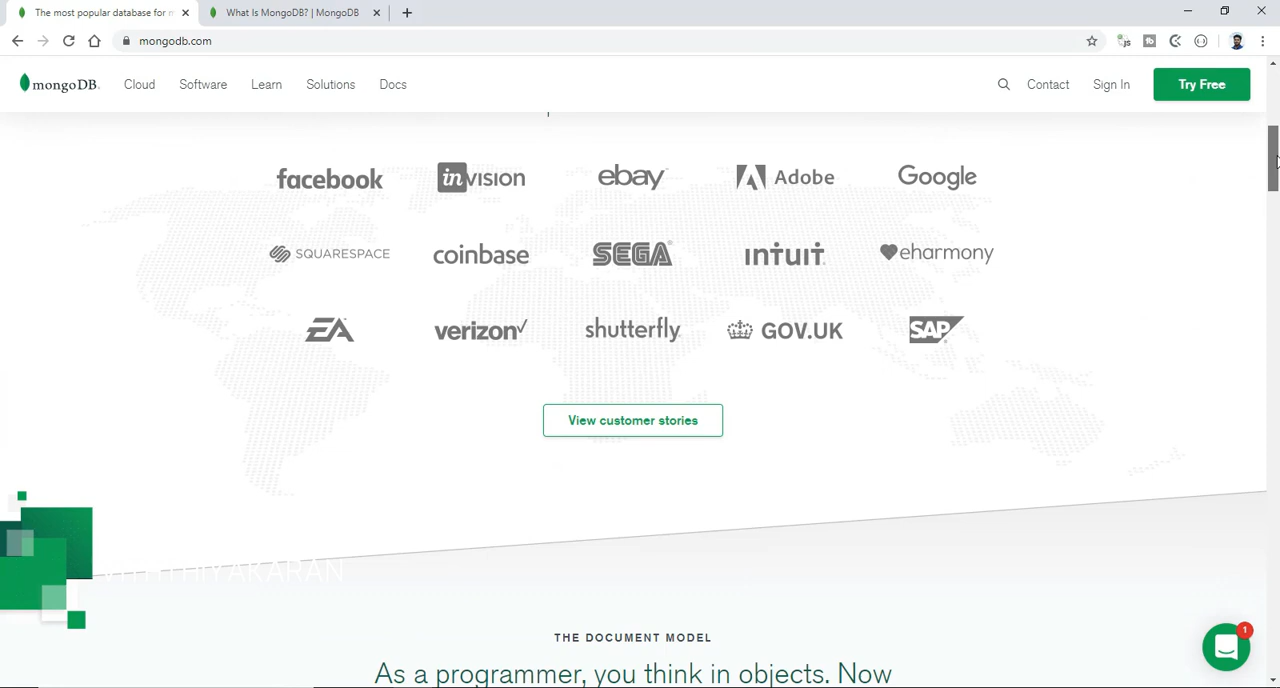 The most popular database for m
What Is MongoDB? | MongoDB
mongodb.com
mongoDB.
Cloud
Software
Learn
Solutions
Docs
Contact
Sign In
Try Free
facebook
invision
ebay
Adobe
Google
SQUARESPACE
coinbase
SEGA
intuit
eharmony
EA
verizon✓
shutterfly
GOV.UK
SAP
View customer stories
THE DOCUMENT MODEL
As a programmer, you think in objects. Now
1